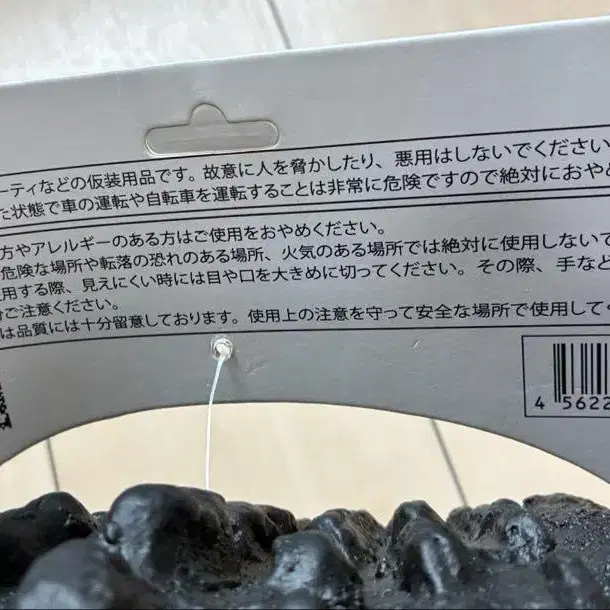 ーティなどの仮装用品です。故意に人を脅かしたり、悪用はしないでください
た状態で車の運転や自転車を運転することは非常に危険ですので絶対におやめ
方やアレルギーのある方はご使用をおやめください。
危険な場所や転落の恐れのある場所、火気のある場所では絶対に使用しないで
用する際、見えにくい時には目や口を大きめに切ってください。その際、手など
ご注意ください。
は品質には十分留意しております。使用上の注意を守って安全な場所で使用してく
4 5622